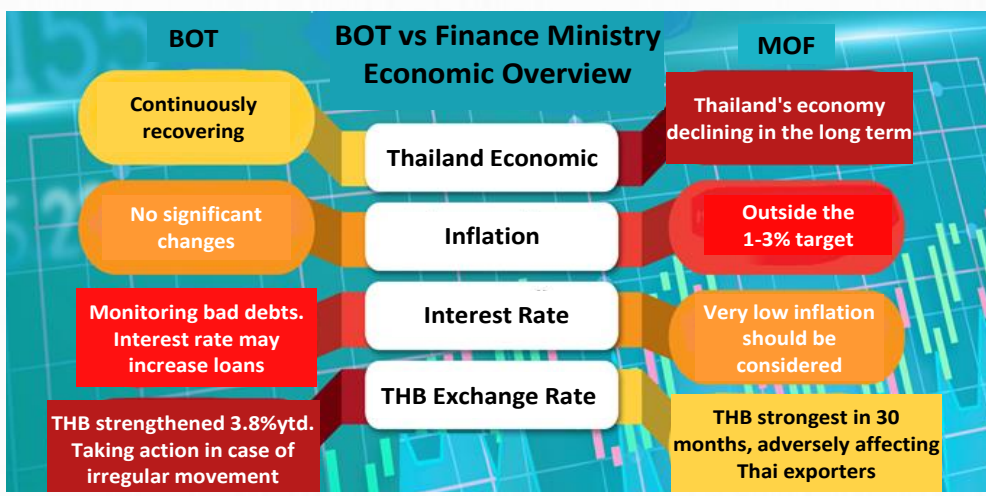 BOT
BOT vs Finance Ministry
Economic Overview
MOF
Continuously
recovering
Thailand Economic
Thailand's economy
declining in the long term
No significant
changes
Inflation
Outside the
1-3% target
Monitoring bad debts.
Interest rate may
increase loans
Interest Rate
Very low inflation
should be
considered
THB strengthened 3.8%ytd.
Taking action in case of
irregular movement
THB Exchange Rate
THB strongest in 30
months, adversely affecting
Thai exporters